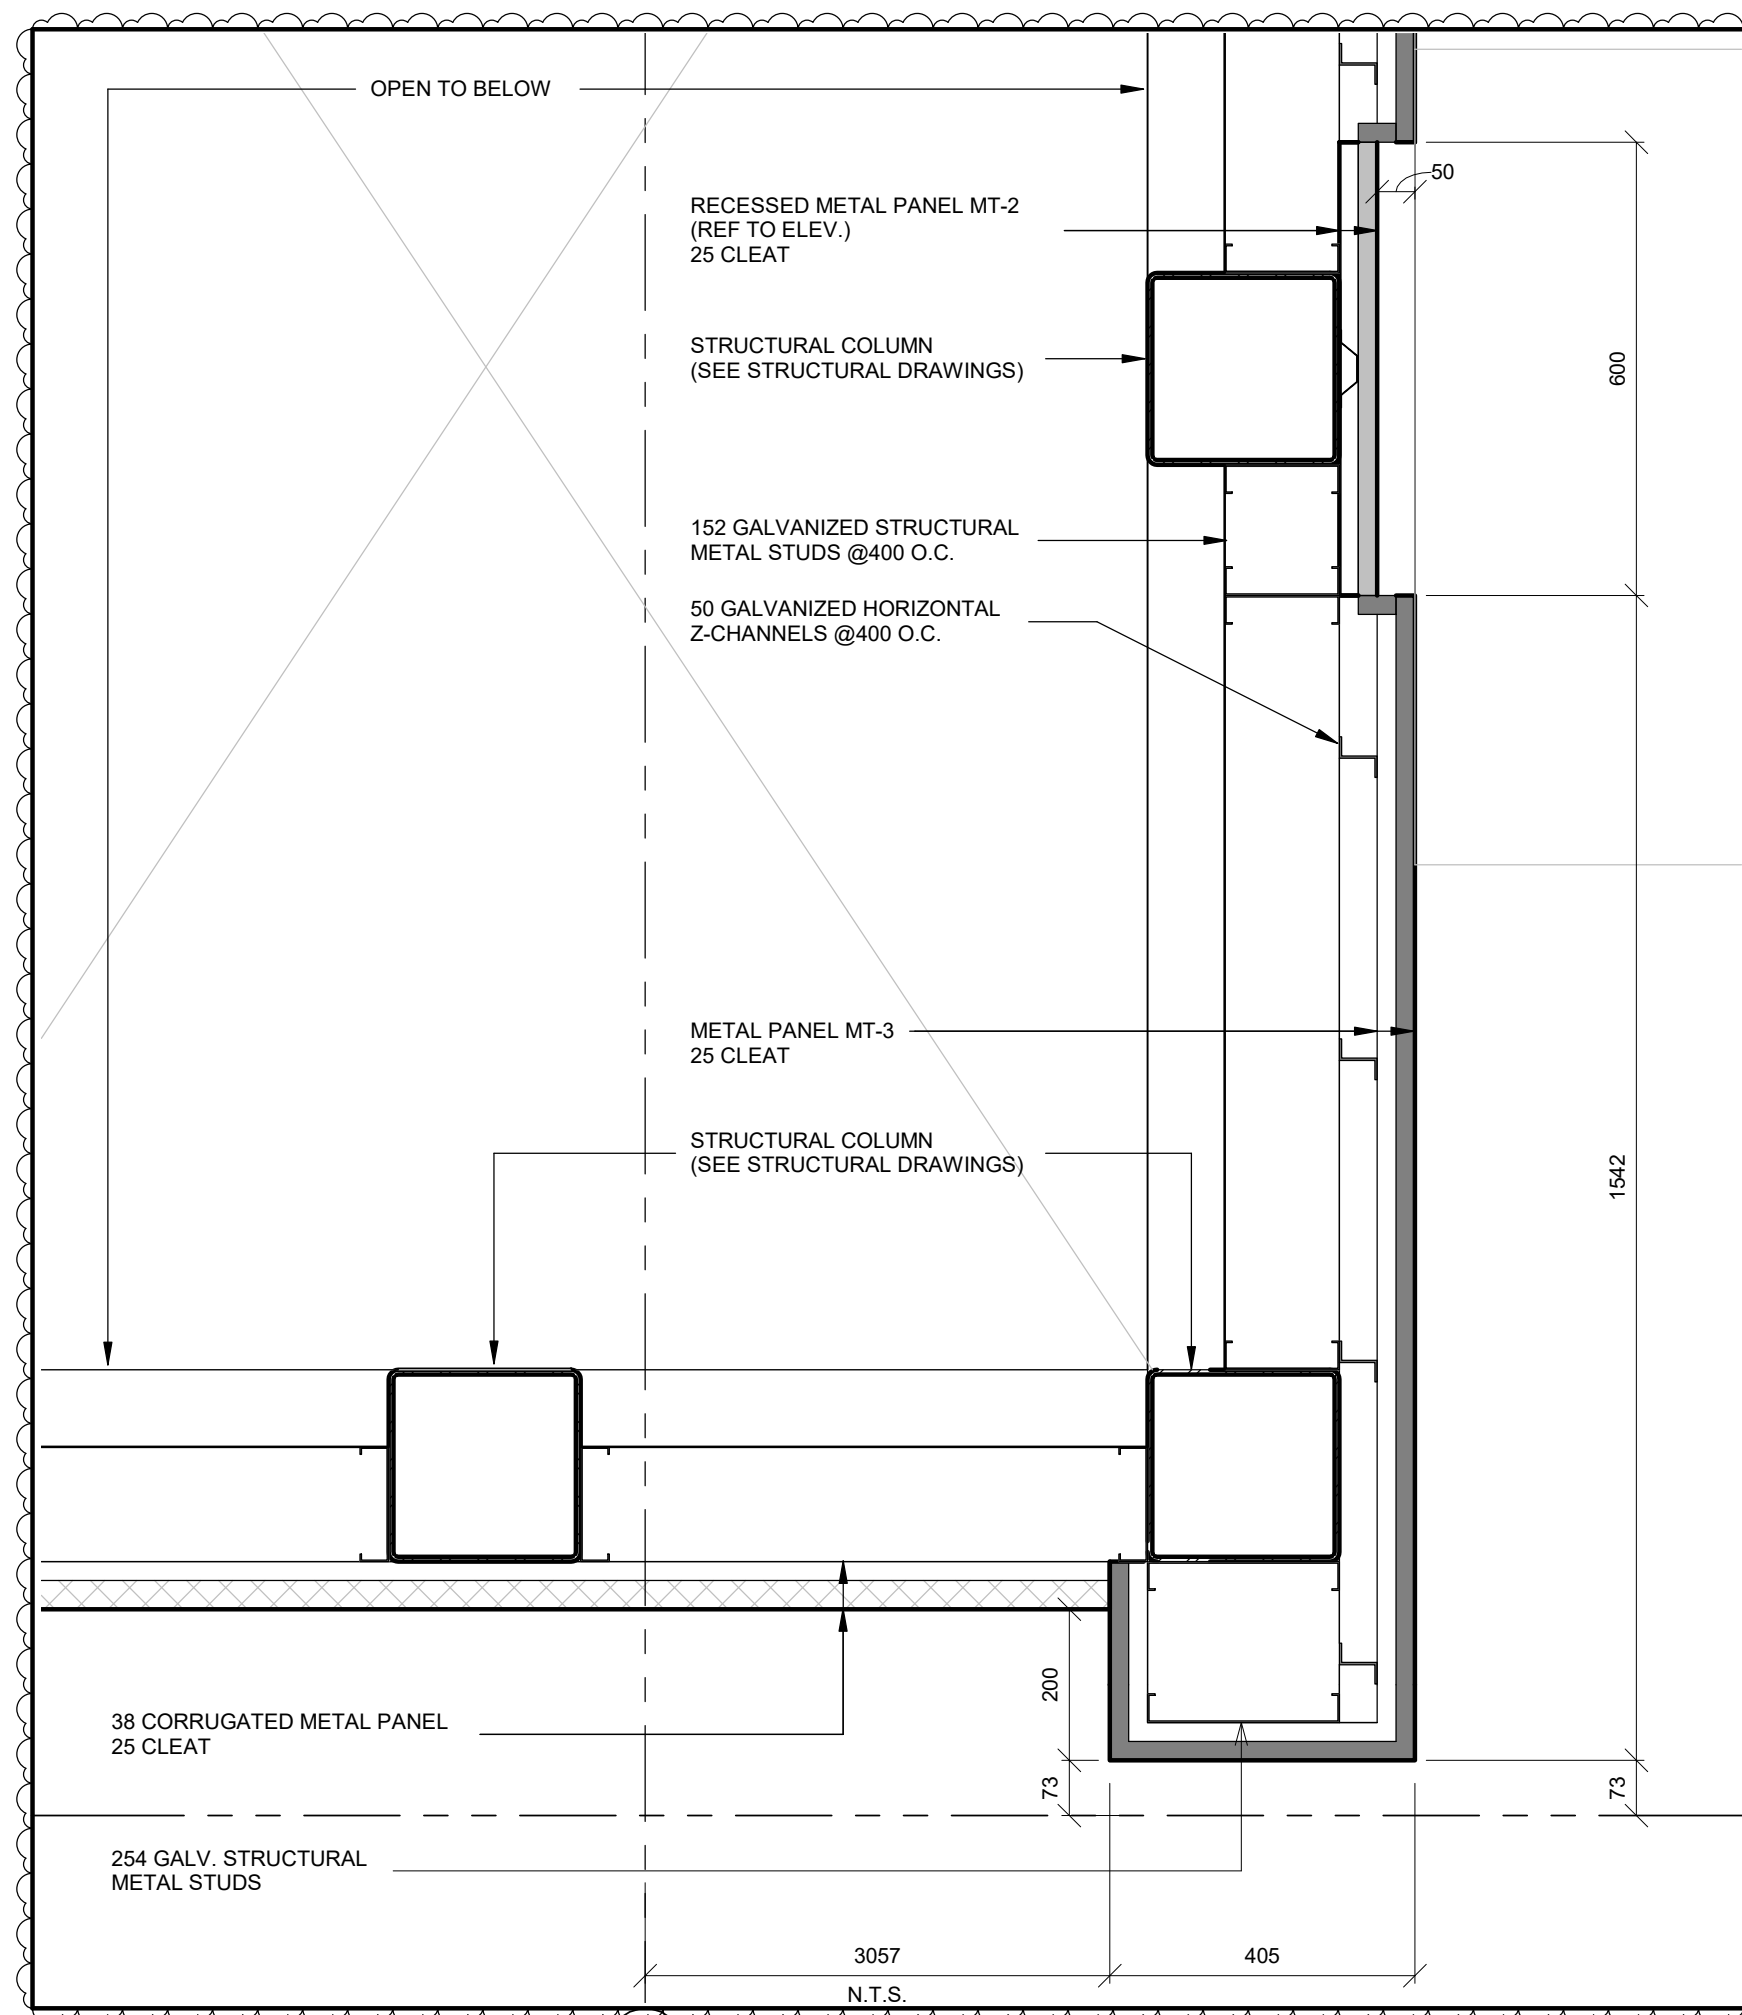 OPEN TO BELOW
50
RECESSED METAL PANEL MT-2
(REF TO ELEV.)
25 CLEAT
STRUCTURAL COLUMN
(SEE STRUCTURAL DRAWINGS)
600
152 GALVANIZED STRUCTURAL
METAL STUDS @400 O.C.
50 GALVANIZED HORIZONTAL
Z-CHANNELS @400 O.C.
METAL PANEL MT-3
25 CLEAT
STRUCTURAL COLUMN
(SEE STRUCTURAL DRAWINGS)
1542
200
38 CORRUGATED METAL PANEL
25 CLEAT
73
73
254 GALV. STRUCTURAL
METAL STUDS
3057
405
N.T.S.